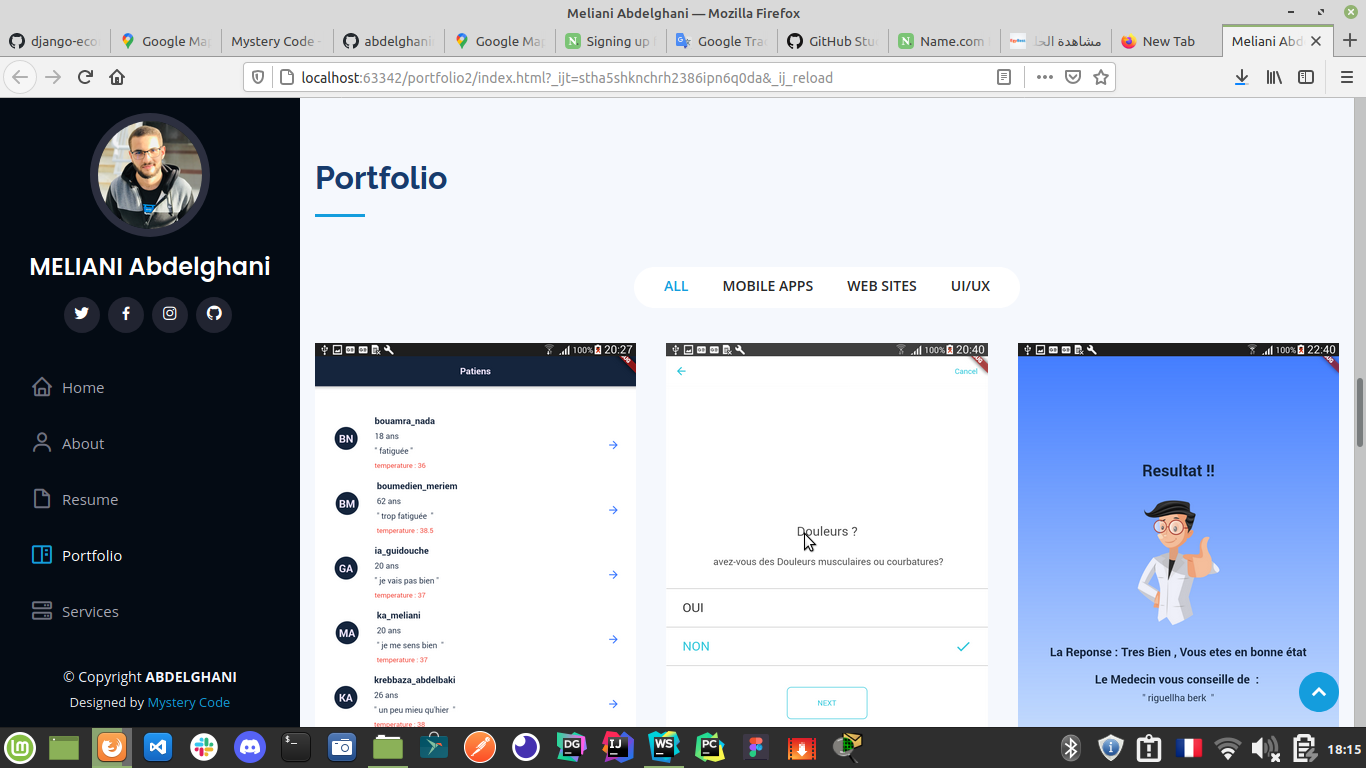 Meliani Abdelghani — Mozilla Firefox
django-eco
Google Ma
Mystery Code -
abdelghani
Google Ma
Signing up
Google Tra
GitHub Stu
Name.com
مشاهدة الحل
New Tab
Meliani Abd
localhost:63342/portfolio2/index.html?_ijt=stha5shknchrh2386ipn6q0da&_ij_reload
MELIANI Abdelghani
Home
About
Resume
Portfolio
Services
© Copyright ABDELGHANI
Designed by Mystery Code
Portfolio
ALL
MOBILE APPS
WEB SITES
UI/UX
100% 20:27
Patiens
BN
bouamra_nada
18 ans
" fatiguée "
temperature : 36
BM
boumedien_meriem
62 ans
" trop fatiguée "
temperature : 38.5
GA
ia_guidouche
20 ans
" je vais pas bien "
temperature : 37
MA
ka_meliani
20 ans
" je me sens bien "
temperature : 37
KA
krebbaza_abdelbaki
26 ans
" un peu mieu qu'hier "
temperature : 38
100% 20:40
Cancel
Douleurs ?
avez-vous des Douleurs musculaires ou courbatures?
OUI
NON
NEXT
100% 22:40
Resultat !!
La Reponse : Tres Bien , Vous etes en bonne état
Le Medecin vous conseille de :
" riguellha berk "
DG
IJ
WS
PC
18:15